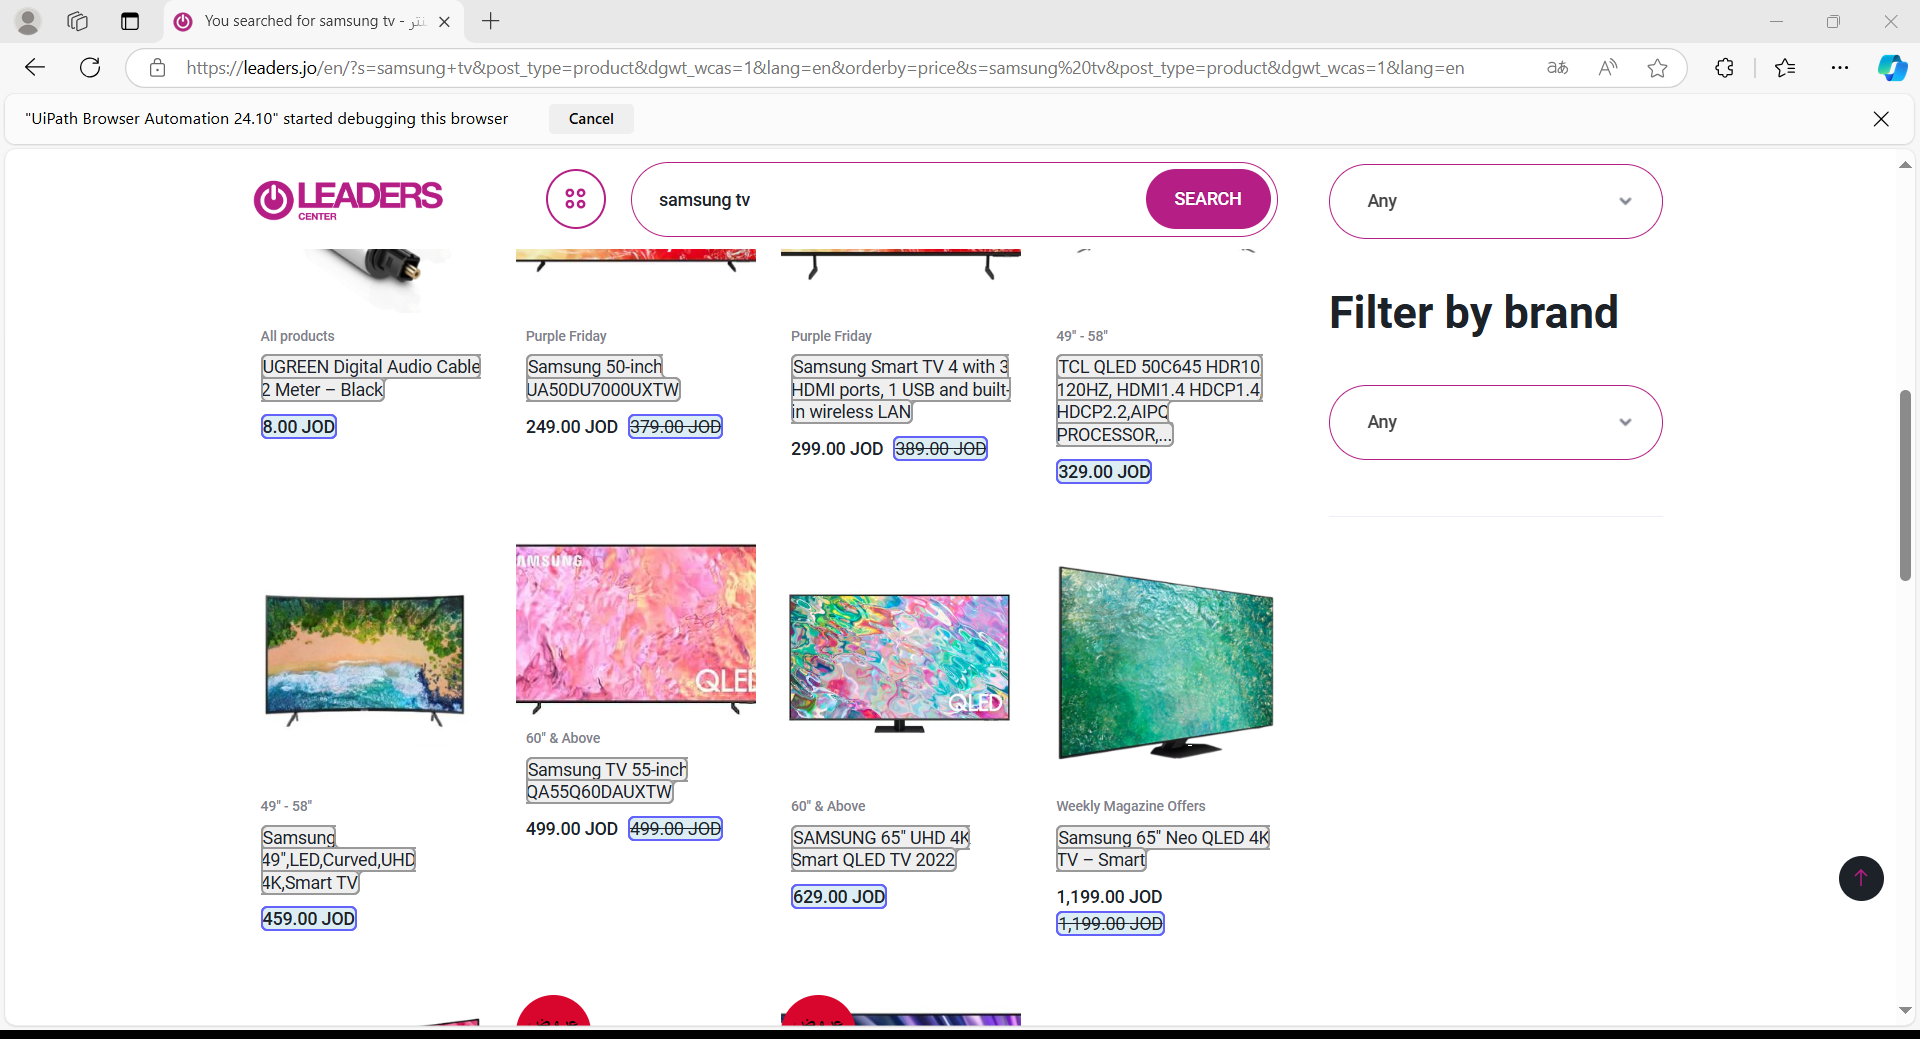 You searched for samsung tv -
https://leaders.jo/en/?s=samsung+tv&post_type=product&dgwt_wcas=1&lang=en&orderby=price&s=samsung%20tv&post_type=product&dgwt_wcas=1&lang=en
"UiPath Browser Automation 24.10" started debugging this browser
Cancel
LEADERS
CENTER
samsung tv
SEARCH
Any
Filter by brand
Any
All products
UGREEN Digital Audio Cable
2 Meter – Black
8.00 JOD
Purple Friday
Samsung 50-inch
UA50DU7000UXTW
249.00 JOD 379.00 JOD
Purple Friday
Samsung Smart TV 4 with 3
HDMI ports, 1 USB and built-
in wireless LAN
299.00 JOD 389.00 JOD
49" - 58"
TCL QLED 50C645 HDR10
120HZ, HDMI1.4 HDCP1.4
HDCP2.2,AIPQ
PROCESSOR,...
329.00 JOD
49" - 58"
Samsung
49",LED,Curved,UHD
4K,Smart TV
459.00 JOD
AMSUNG
QLED
60" & Above
Samsung TV 55-inch
QA55Q60DAUXTW
499.00 JOD 499.00 JOD
QLED
60" & Above
SAMSUNG 65" UHD 4K
Smart QLED TV 2022
629.00 JOD
Weekly Magazine Offers
Samsung 65" Neo QLED 4K
TV – Smart
1,199.00 JOD
1,199.00 JOD